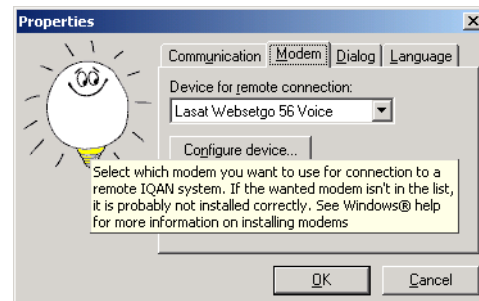 Properties
Communication Modem Dialog Language
Device for remote connection:
Lasat Websetgo 56 Voice
Configure device...
Select which modem you want to use for connection to a
remote IQAN system. If the wanted modem isn't in the list,
it is probably not installed correctly. See Windows® help
for more information on installing modems
OK Cancel